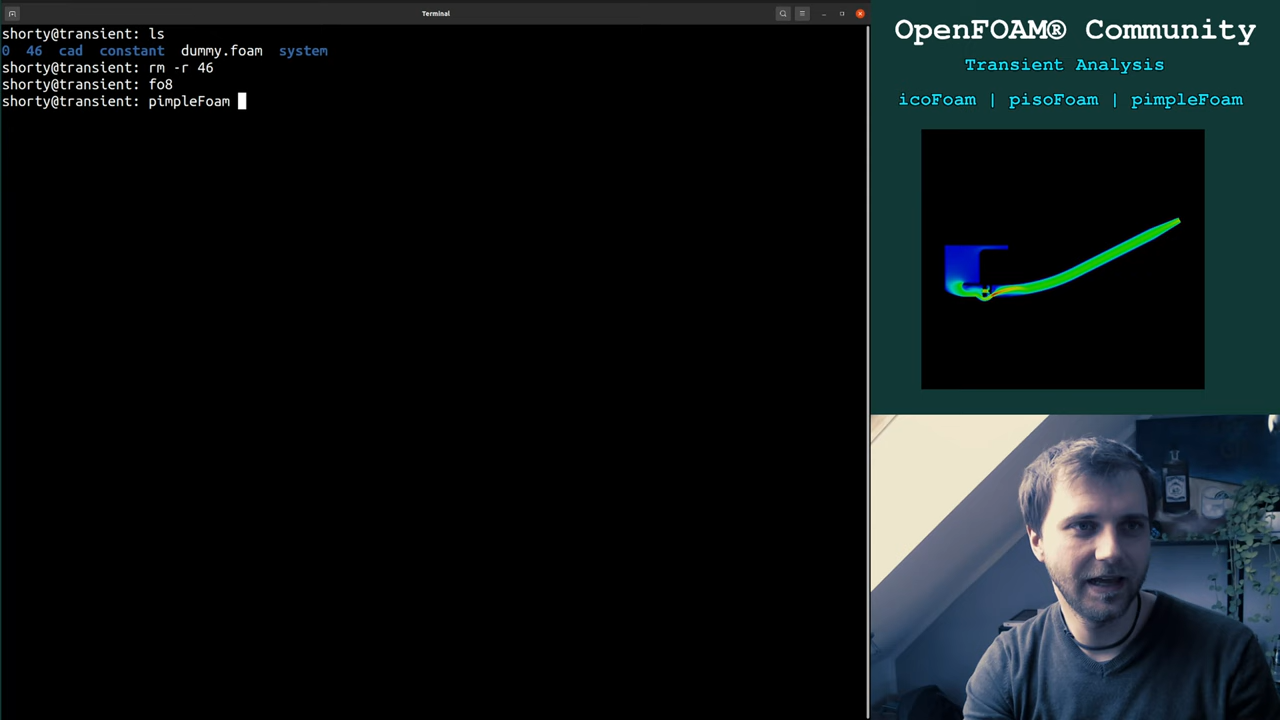 Terminal
shorty@transient: ls
0 46 cad constant dummy.foam system
shorty@transient: rm -r 46
shorty@transient: fo8
shorty@transient: pimpleFoam
OpenFOAM® Community
Transient Analysis
icoFoam | pisoFoam | pimpleFoam